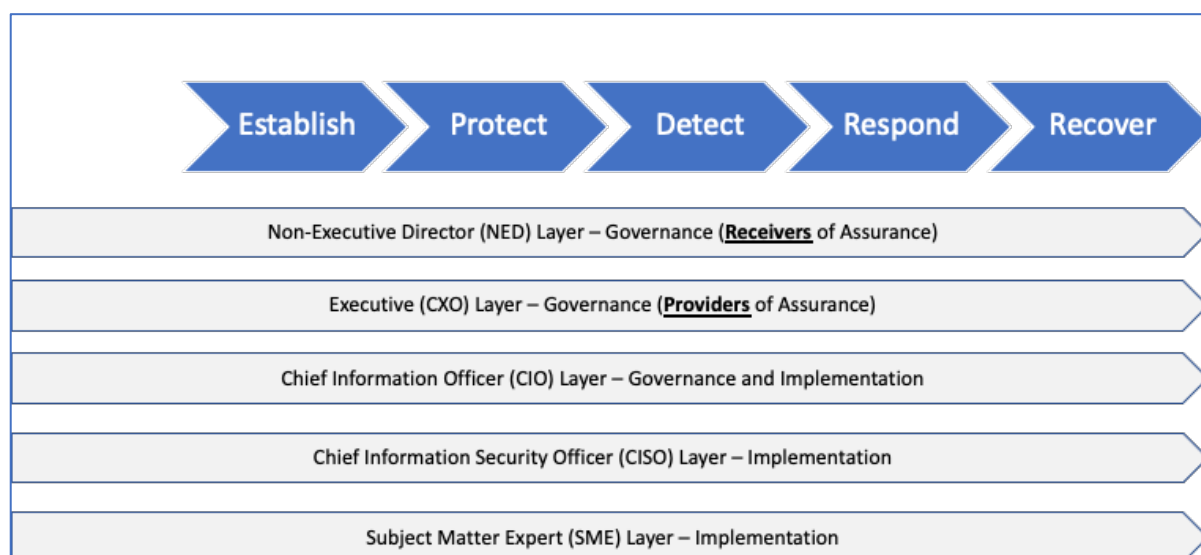 Establish
Protect
Detect
Respond
Recover
Non-Executive Director (NED) Layer – Governance (Receivers of Assurance)
Executive (CXO) Layer – Governance (Providers of Assurance)
Chief Information Officer (CIO) Layer – Governance and Implementation
Chief Information Security Officer (CISO) Layer – Implementation
Subject Matter Expert (SME) Layer – Implementation